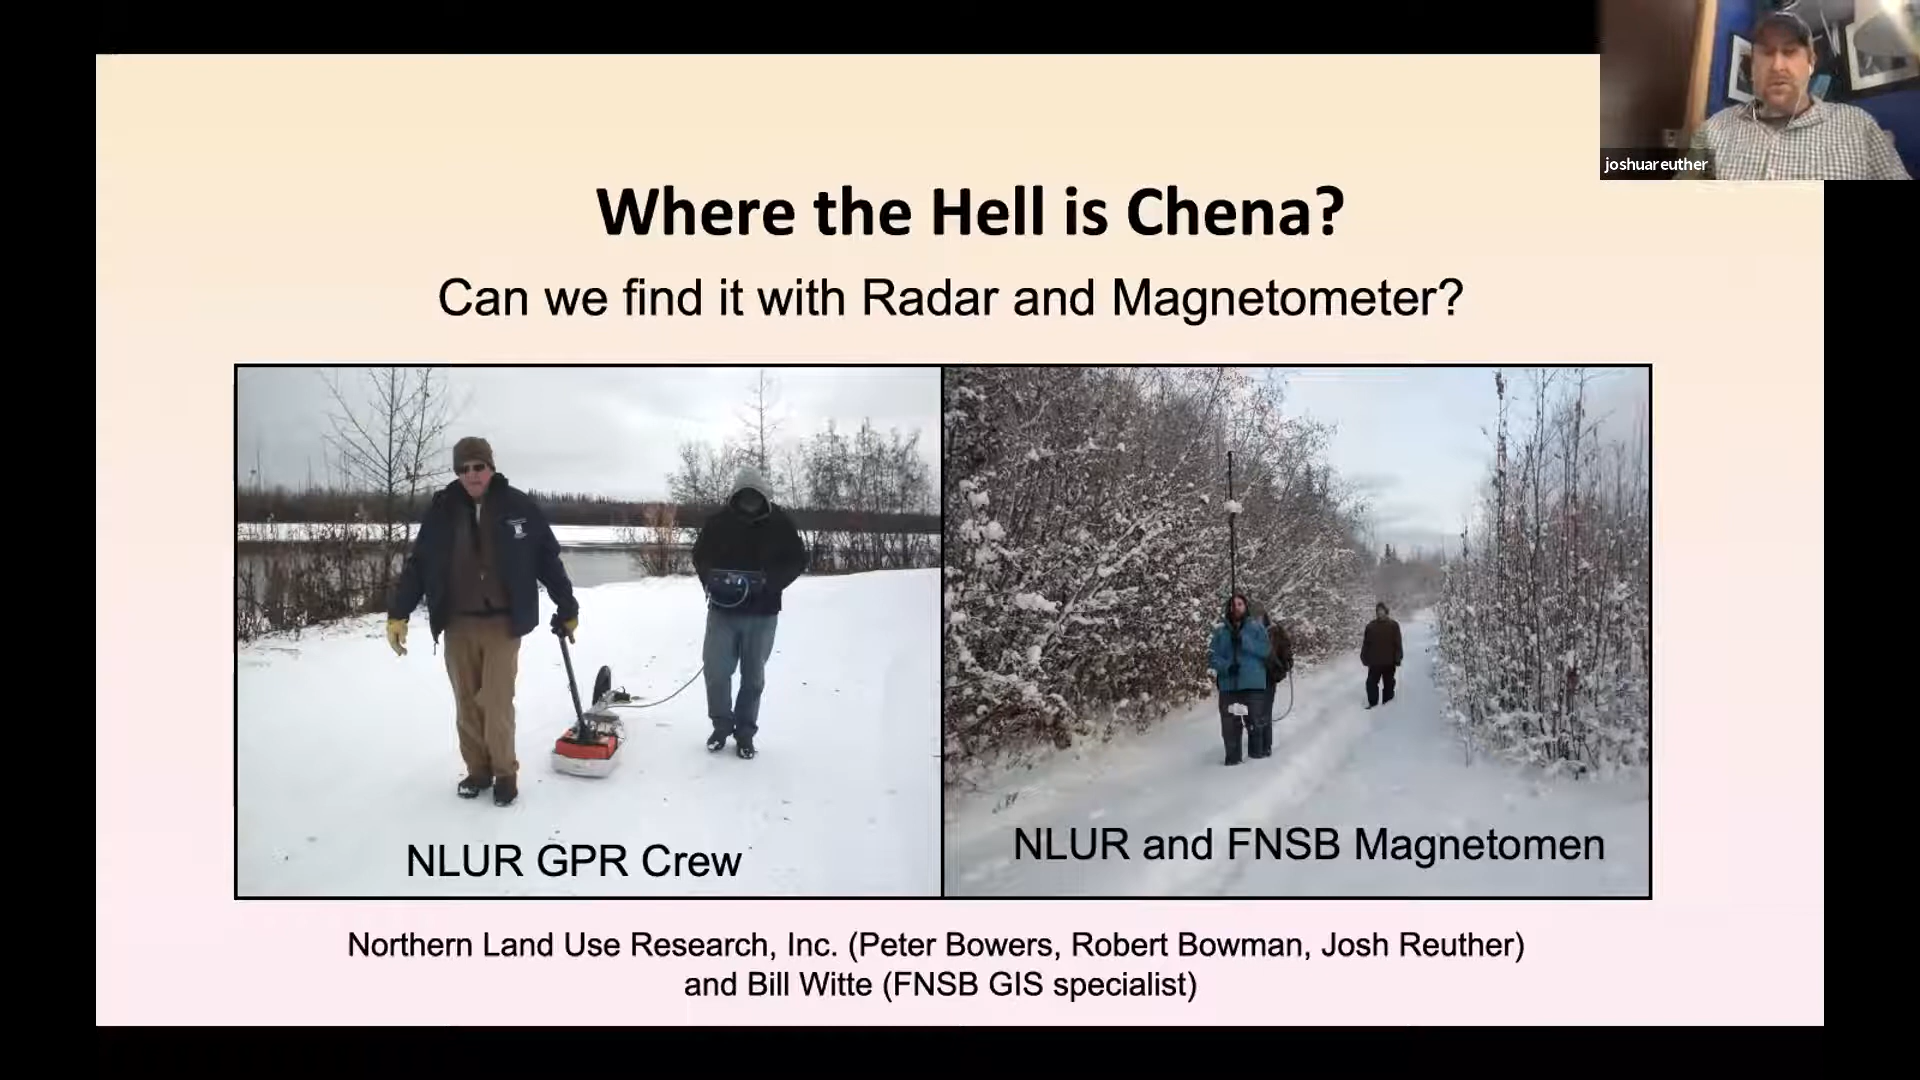 joshuareuther
Where the Hell is Chena?
Can we find it with Radar and Magnetometer?
NLUR GPR Crew
NLUR and FNSB Magnetomen
Northern Land Use Research, Inc. (Peter Bowers, Robert Bowman, Josh Reuther)
and Bill Witte (FNSB GIS specialist)